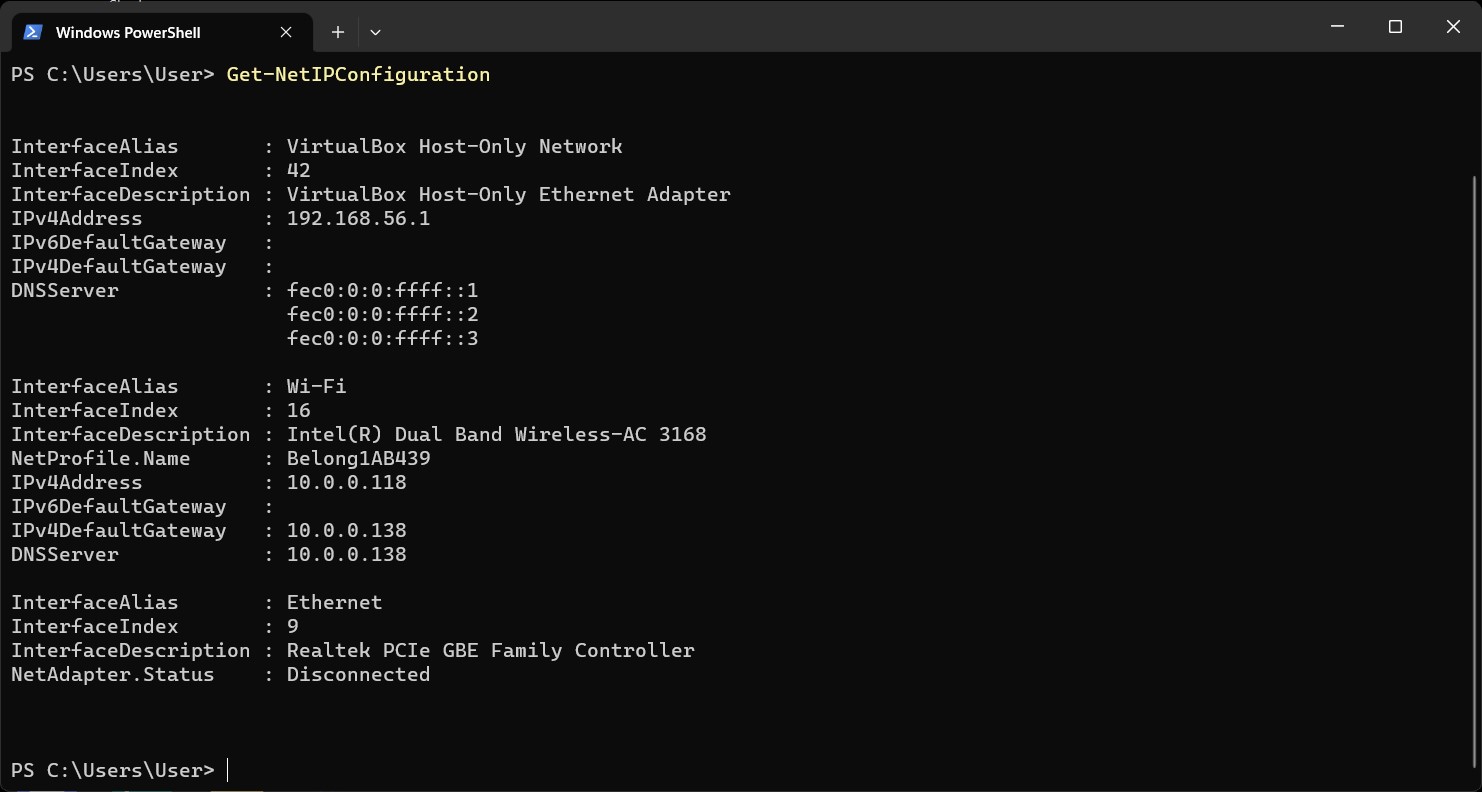 Windows PowerShell
PS C:\Users\User> Get-NetIPConfiguration
InterfaceAlias : VirtualBox Host-Only Network
InterfaceIndex : 42
InterfaceDescription : VirtualBox Host-Only Ethernet Adapter
IPv4Address : 192.168.56.1
IPv6DefaultGateway :
IPv4DefaultGateway :
DNSServer : fec0:0:0:ffff::1
fec0:0:0:ffff::2
fec0:0:0:ffff::3
InterfaceAlias : Wi-Fi
InterfaceIndex : 16
InterfaceDescription : Intel(R) Dual Band Wireless-AC 3168
NetProfile.Name : Belong1AB439
IPv4Address : 10.0.0.118
IPv6DefaultGateway :
IPv4DefaultGateway : 10.0.0.138
DNSServer : 10.0.0.138
InterfaceAlias : Ethernet
InterfaceIndex : 9
InterfaceDescription : Realtek PCIe GBE Family Controller
NetAdapter.Status : Disconnected
PS C:\Users\User>